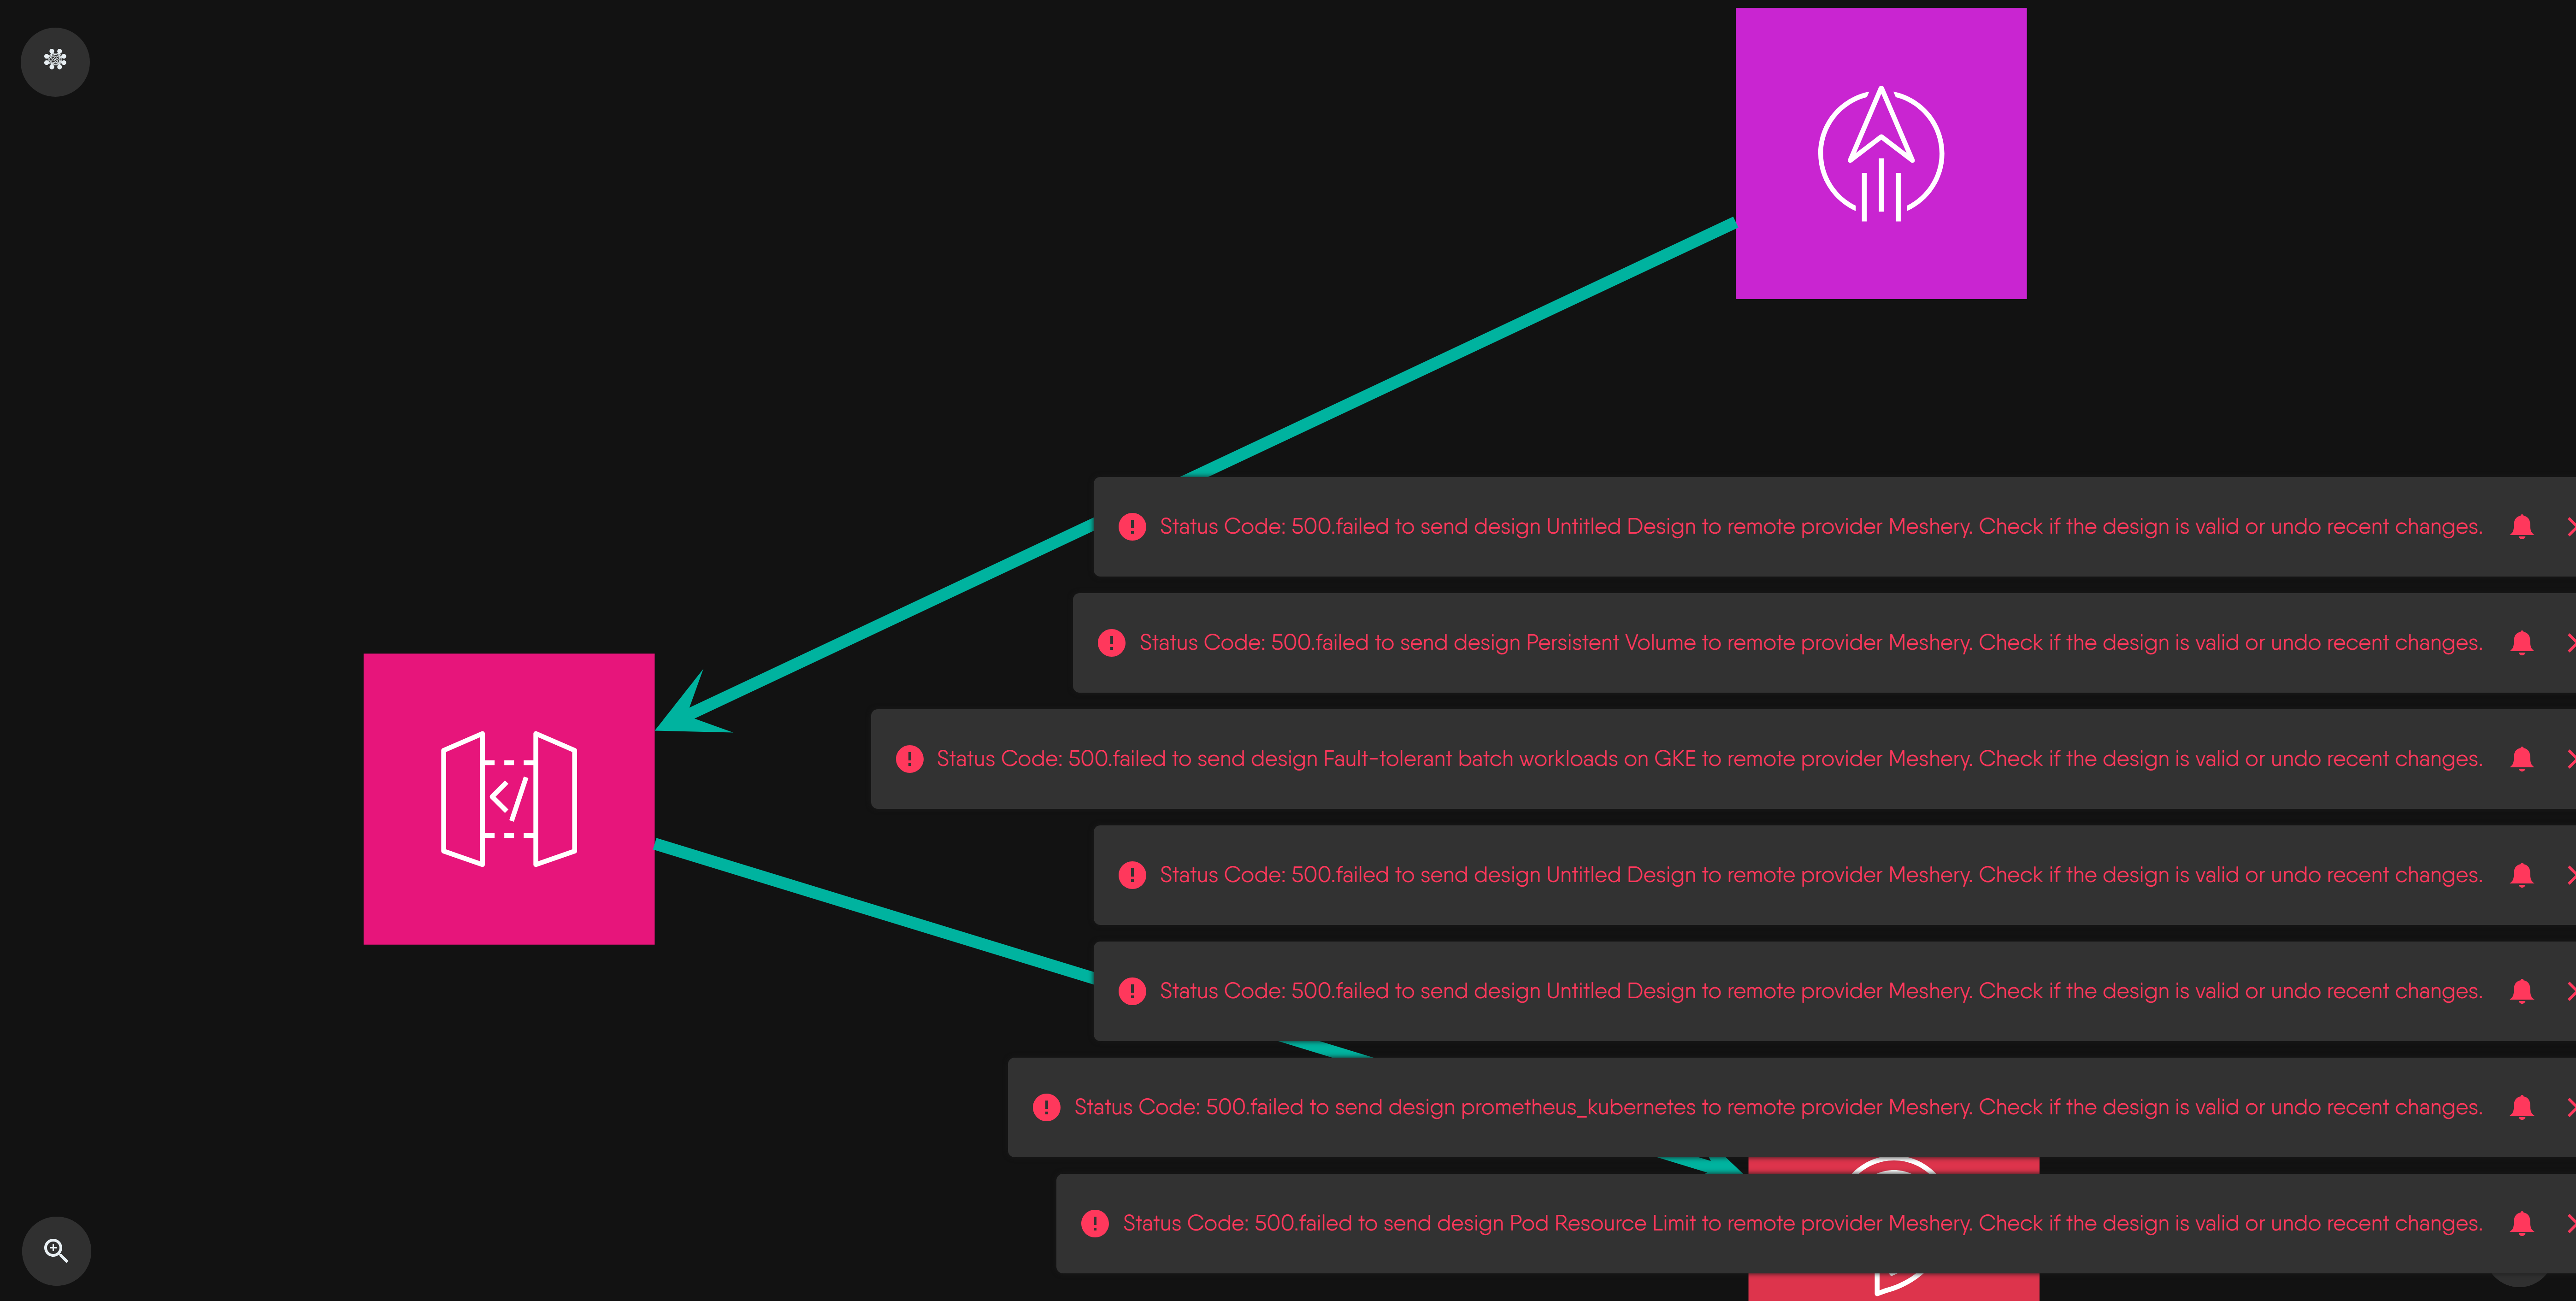 Status Code: 500.failed to send design Untitled Design to remote provider Meshery. Check if the design is valid or undo recent changes.
Status Code: 500.failed to send design Persistent Volume to remote provider Meshery. Check if the design is valid or undo recent changes.
Status Code: 500.failed to send design Fault-tolerant batch workloads on GKE to remote provider Meshery. Check if the design is valid or undo recent changes.
Status Code: 500.failed to send design Untitled Design to remote provider Meshery. Check if the design is valid or undo recent changes.
Status Code: 500.failed to send design Untitled Design to remote provider Meshery. Check if the design is valid or undo recent changes.
Status Code: 500.failed to send design prometheus_kubernetes to remote provider Meshery. Check if the design is valid or undo recent changes.
Status Code: 500.failed to send design Pod Resource Limit to remote provider Meshery. Check if the design is valid or undo recent changes.